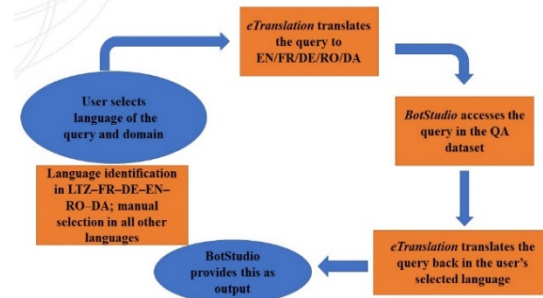 eTranslation translates
the query to
EN/FR/DE/RO/DA
User selects
language of the
query and domain
BotStudio accesses the
query in the QA
dataset
Language identification
in LTZ–FR–DE–EN–
RO–DA; manual
selection in all other
languages
eTranslation translates the
query back in the user's
selected language
BotStudio
provides this as
output